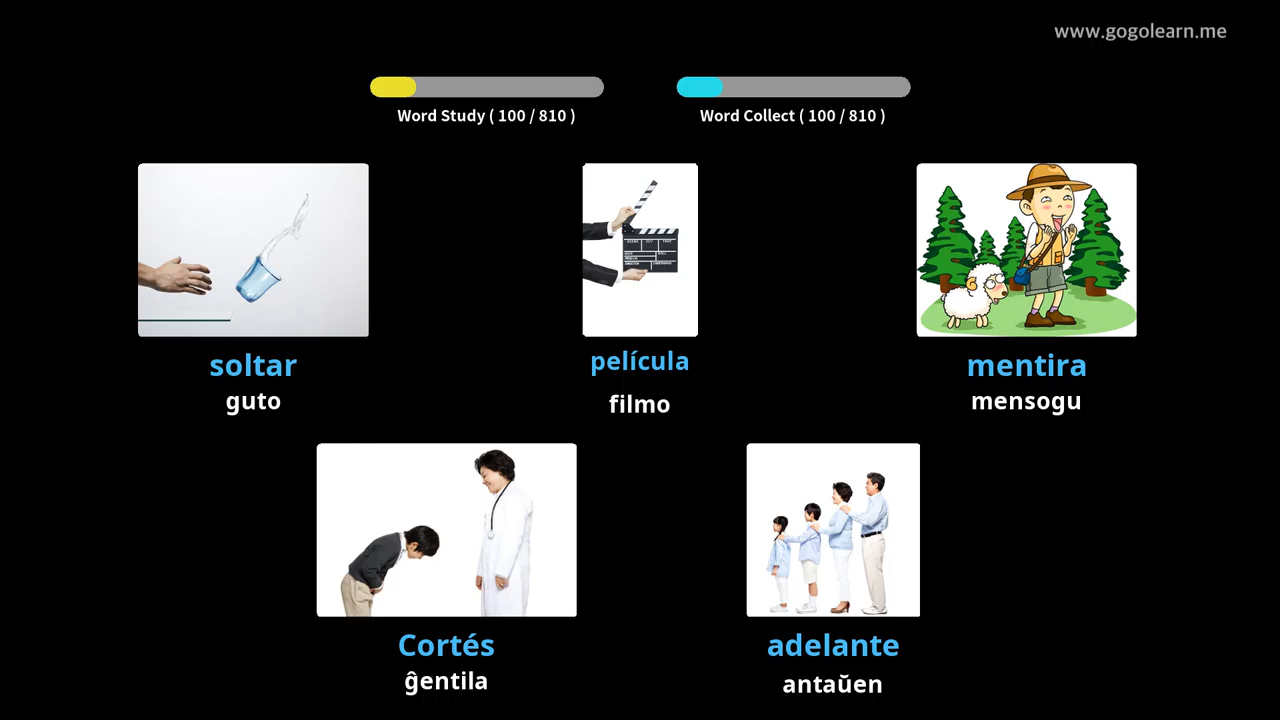 www.gogolearn.me
Word Study ( 100 / 810 )
Word Collect ( 100 / 810 )
soltar
guto
película
filmo
mentira
mensogu
Cortés
ĝentila
adelante
antaŭen